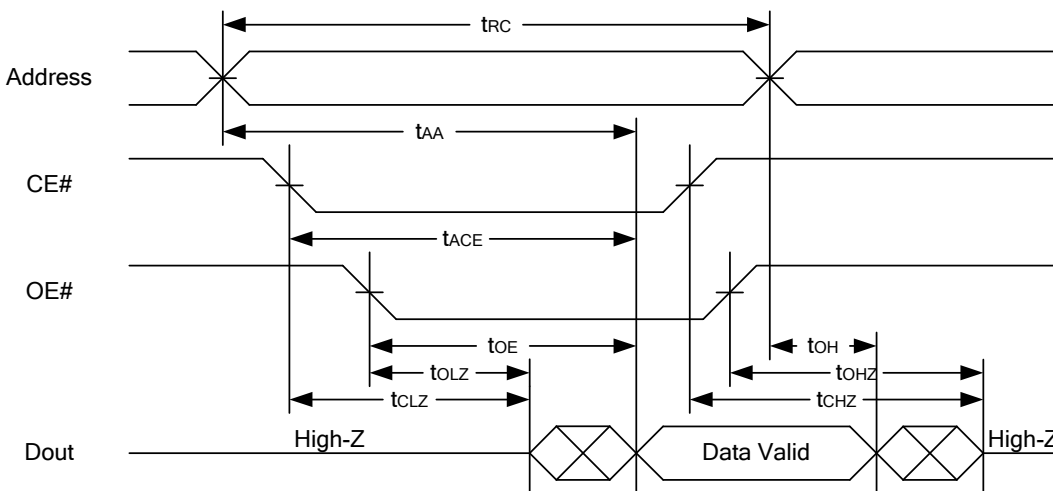 tRC
Address
tAA
CE#
tACE
OE#
tOE
tOH
tOLZ
tOHZ
tCLZ
tCHZ
High-Z
High-Z
Dout
Data Valid